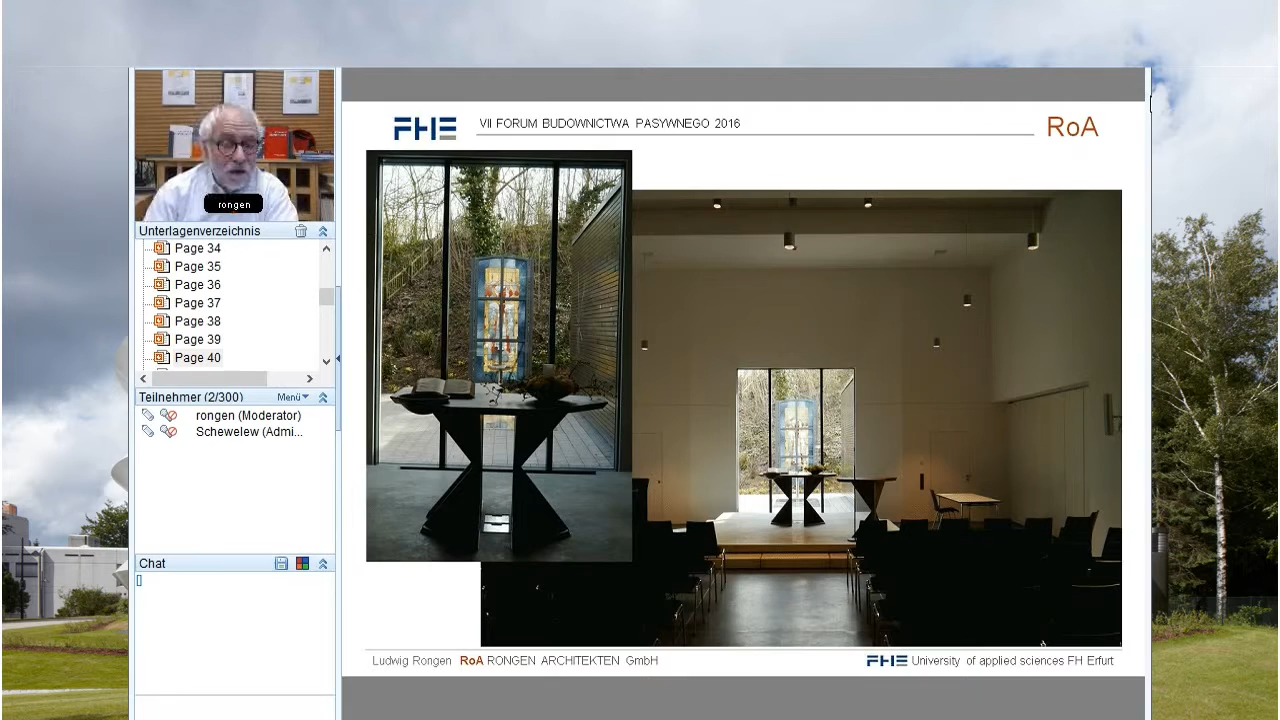 rongen
Unterlagenverzeichnis
Page 34
Page 35
Page 36
Page 37
Page 38
Page 39
Page 40
Teilnehmer (2/300)
Menü
rongen (Moderator)
Schewelew (Admi...
Chat
FHE
VII FORUM BUDOWNICTWA PASYWNEGO 2016
RoA
Ludwig Rongen RoA RONGEN ARCHITEKTEN GmbH
FHE University of applied sciences FH Erfurt